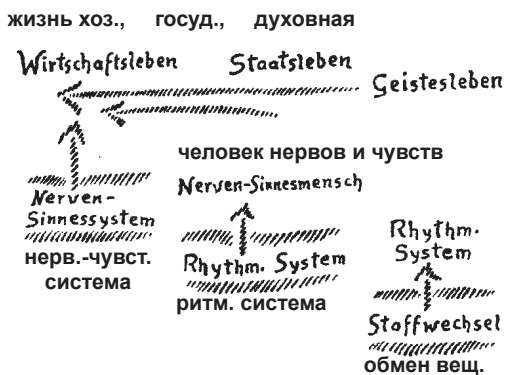 жизнь хоз., госуд., духовная
Wirtschaftsleben Staatsleben Geistesleben
человек нервов и чувств
Nerven-Sinnesmensch
Nerven-
Sinnessystem
нерв.-чувст.
система
Rhythm. System
ритм. система
Rhythm.
System
Stoffwechsel
обмен вещ.